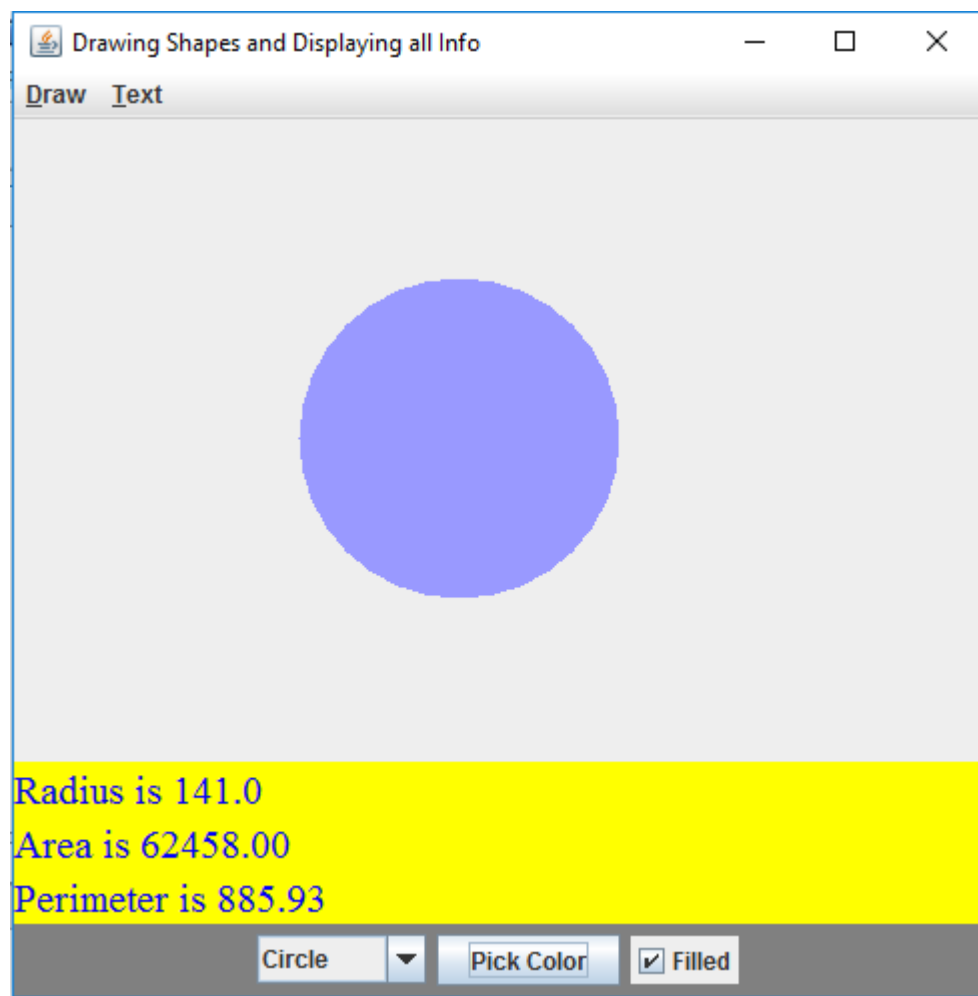 Drawing Shapes and Displaying all Info
Draw Text
Radius is 141.0
Area is 62458.00
Perimeter is 885.93
Circle Pick Color Filled